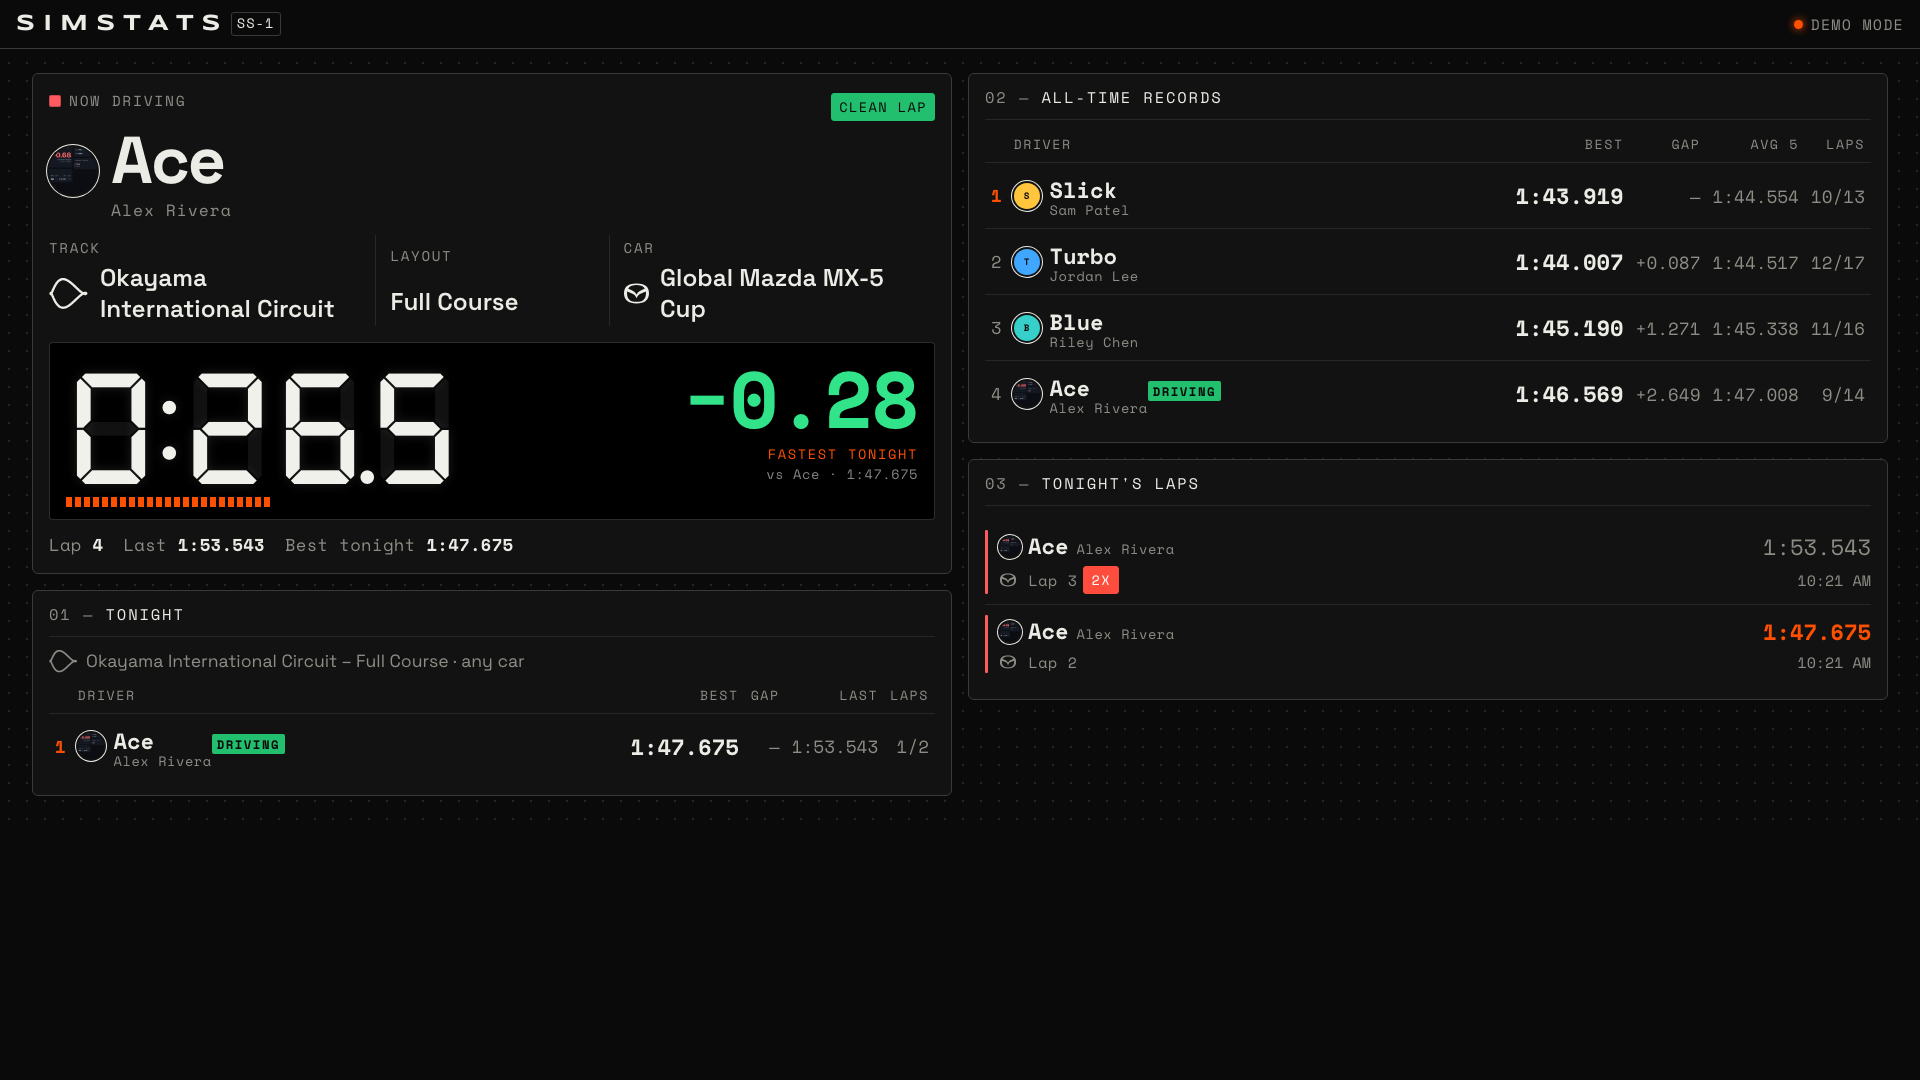 SIMSTATS SS-1
DEMO MODE
NOW DRIVING
CLEAN LAP
Ace
Alex Rivera
TRACK
Okayama
International Circuit
LAYOUT
Full Course
CAR
Global Mazda MX-5
Cup
0:26.5
-0.28
FASTEST TONIGHT
vs Ace · 1:47.675
Lap 4 Last 1:53.543 Best tonight 1:47.675
01 — TONIGHT
Okayama International Circuit – Full Course · any car
DRIVER BEST GAP LAST LAPS
1 Ace DRIVING 1:47.675 — 1:53.543 1/2
Alex Rivera
02 — ALL-TIME RECORDS
DRIVER BEST GAP AVG 5 LAPS
1 S Slick 1:43.919 — 1:44.554 10/13
Sam Patel
2 T Turbo 1:44.007 +0.087 1:44.517 12/17
Jordan Lee
3 B Blue 1:45.190 +1.271 1:45.338 11/16
Riley Chen
4 Ace DRIVING 1:46.569 +2.649 1:47.008 9/14
Alex Rivera
03 — TONIGHT'S LAPS
Ace Alex Rivera 1:53.543
Lap 3 2X 10:21 AM
Ace Alex Rivera 1:47.675
Lap 2 10:21 AM